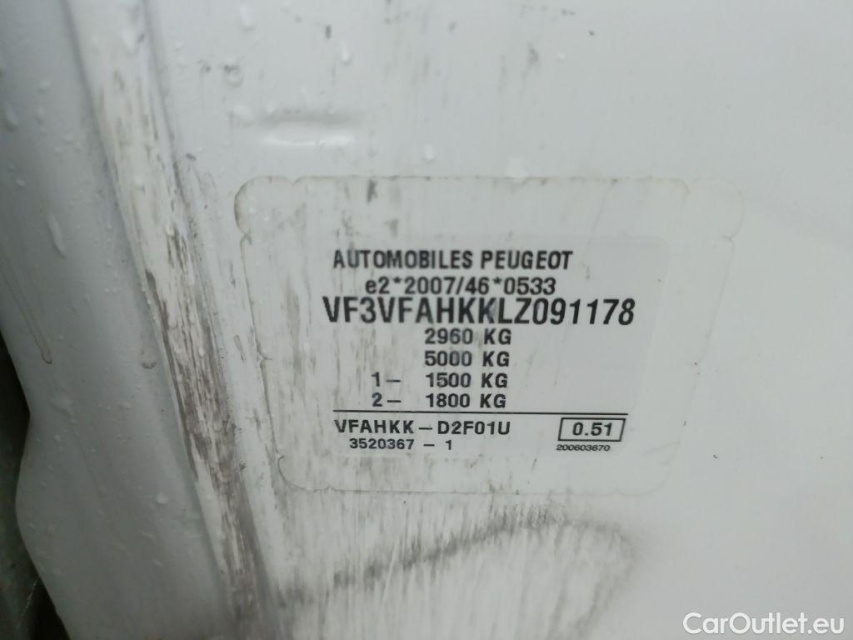 AUTOMOBILES PEUGEOT
e2*2007/46*0533
VF3VFAHKKLZ091178
2960 KG
5000 KG
1– 1500 KG
2– 1800 KG
VFAHKK – D2F01U 0.51
3520367 - 1 200603670
CarOutlet.eu